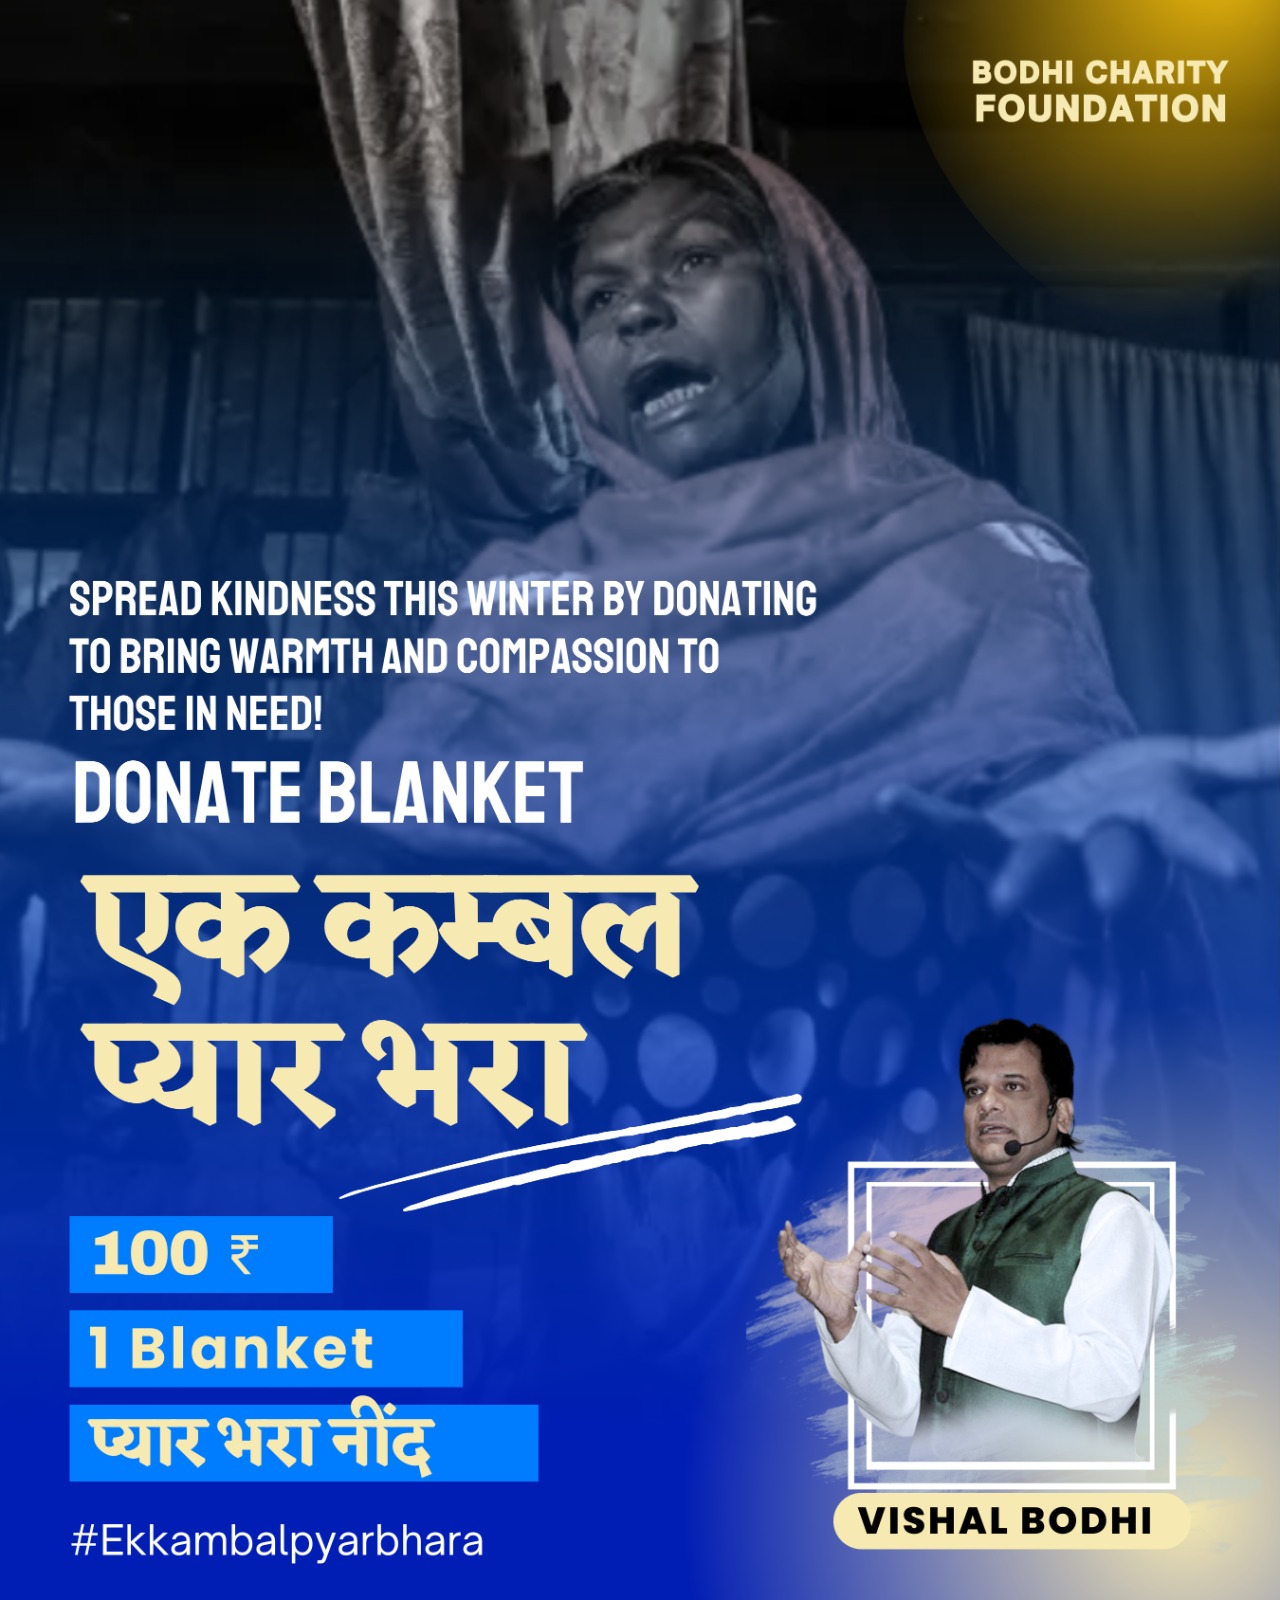 BODHI CHARITY
FOUNDATION
SPREAD KINDNESS THIS WINTER BY DONATING
TO BRING WARMTH AND COMPASSION TO
THOSE IN NEED!
DONATE BLANKET
एक कम्बल
प्यार भरा
100 ₹
1 Blanket
प्यार भरा नींद
#Ekkambalpyarbhara
VISHAL BODHI